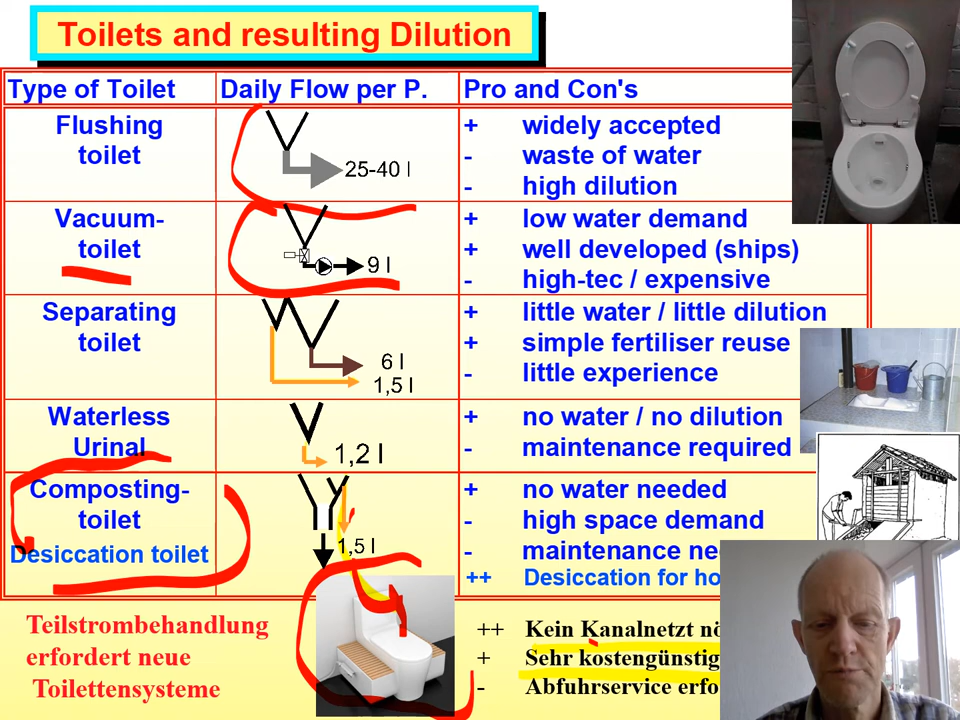 Toilets and resulting Dilution
Type of Toilet Daily Flow per P. Pro and Con's
Flushing toilet
25-40 l
+ widely accepted
- waste of water
- high dilution
Vacuum-
toilet
9 l
+ low water demand
+ well developed (ships)
- high-tec / expensive
Separating
toilet
6 l
1,5 l
+ little water / little dilution
+ simple fertiliser reuse
- little experience
Waterless
Urinal
1,2 l
+ no water / no dilution
- maintenance required
Composting-
toilet
Desiccation toilet
1,5 l
+ no water needed
- high space demand
- maintenance
++ Desiccation for
Teilstrombehandlung
erfordert neue
Toilettensysteme
++ Kein Kanalnetzt
+ Sehr kostengünstig
- Abfuhrservice